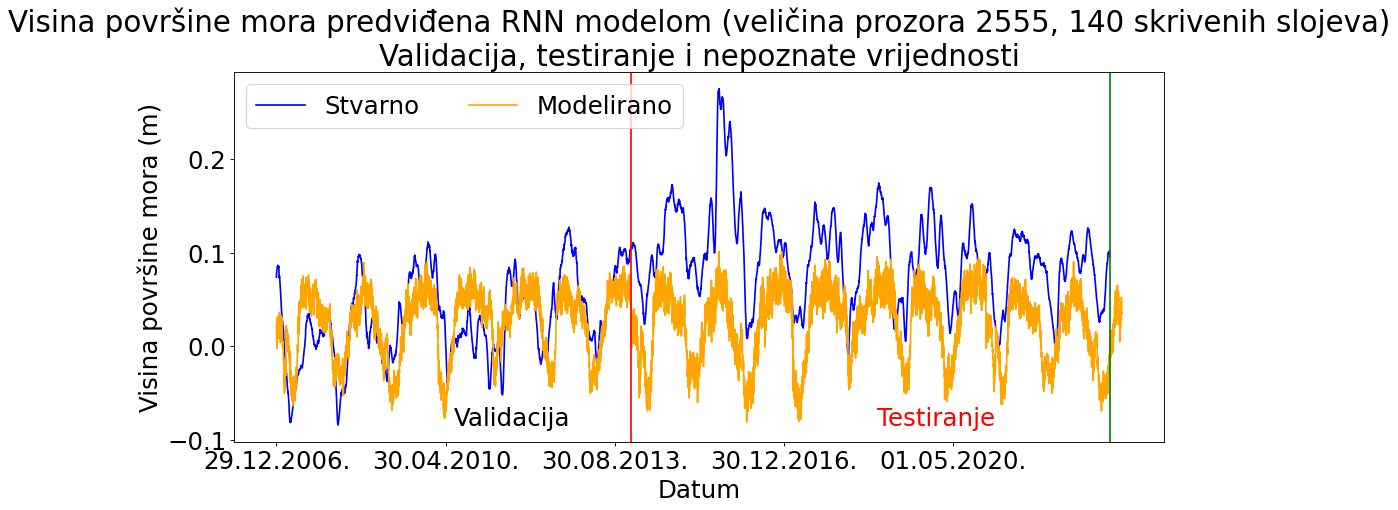 Visina površine mora predviđena RNN modelom (veličina prozora 2555, 140 skrivenih slojeva)
Validacija, testiranje i nepoznate vrijednosti
Stvarno
Modelirano
Visina površine mora (m)
0.2
0.1
0.0
−0.1
Validacija
Testiranje
29.12.2006.
30.04.2010.
30.08.2013.
30.12.2016.
01.05.2020.
Datum